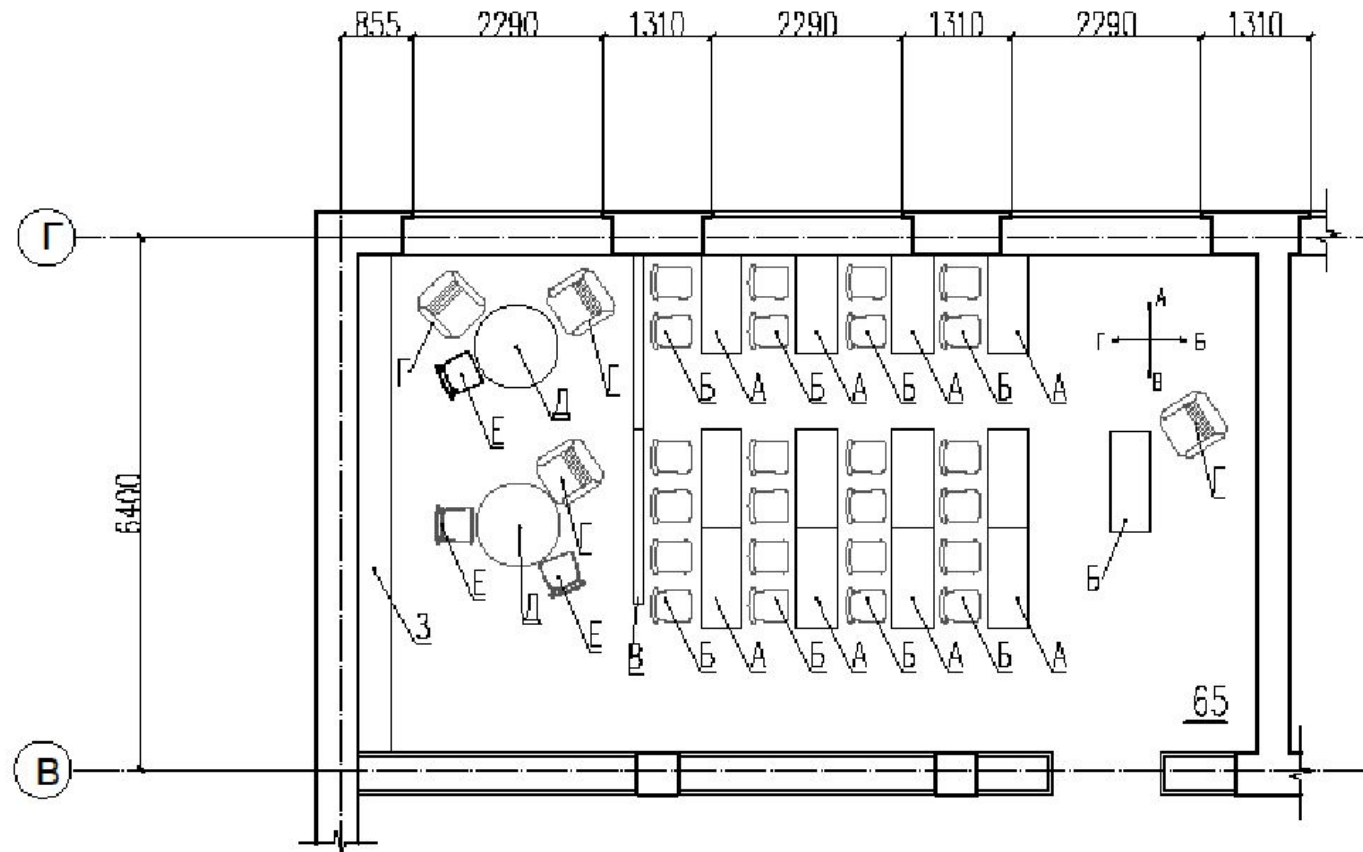 855 2290 1310 2290 1310 2290 1310
Г
А
Г Б
В
Б А Б А Б А Б А
Г Г
Д
Е
Г
6400
Г
Б
Е Д
Е
З
В Б А Б А Б А Б А
65
В